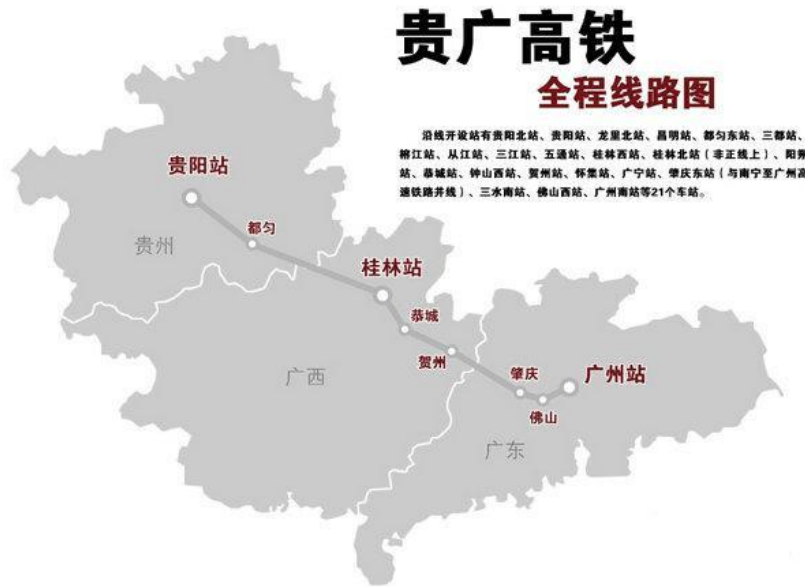 贵广高铁
全程线路图
沿线开设站有贵阳北站、贵阳站、龙里北站、昌明站、都匀东站、三都站、
榕江站、从江站、三江站、五通站、桂林西站、桂林北站（非正线上）、阳朔
站、恭城站、钟山西站、贺州站、怀集站、广宁站、肇庆东站（与南宁至广州高
速铁路并线）、三水南站、佛山西站、广州南站等21个车站。
贵阳站
都匀
贵州
桂林站
恭城
贺州
广西
肇庆
广州站
佛山
广东